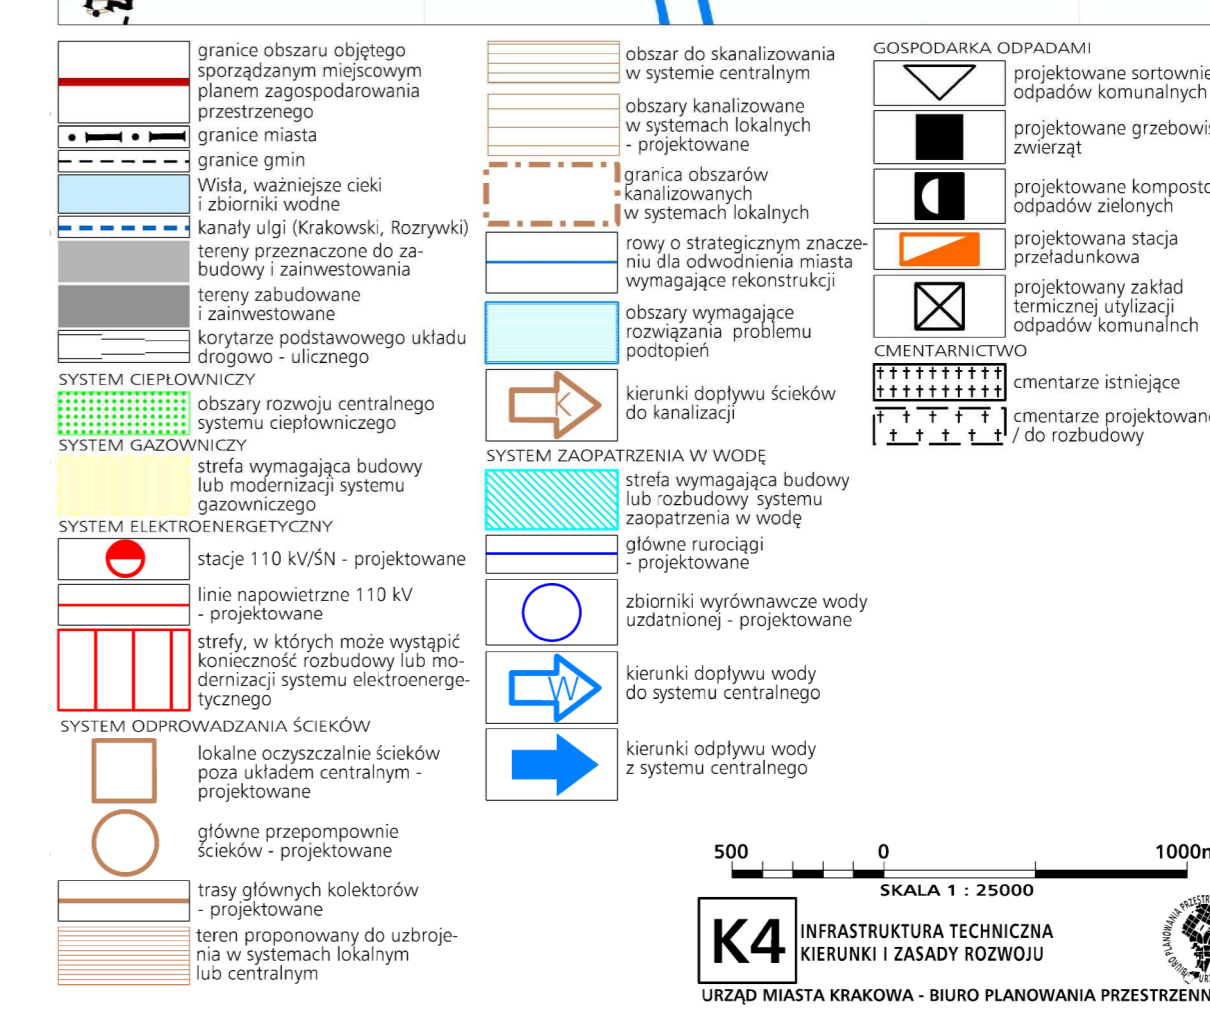 granice obszaru objętego
sporządzanym miejscowym
planem zagospodarowania
przestrzenego
granice miasta
granice gmin
Wisła, ważniejsze cieki
i zbiorniki wodne
kanały ulgi (Krakowski, Rozrywki)
tereny przeznaczone do za-
budowy i zainwestowania
tereny zabudowane
i zainwestowane
korytarze podstawowego układu
drogowo - ulicznego
SYSTEM CIEPŁOWNICZY
obszary rozwoju centralnego
systemu ciepłowniczego
SYSTEM GAZOWNICZY
strefa wymagająca budowy
lub modernizacji systemu
gazowniczego
SYSTEM ELEKTROENERGETYCZNY
stacje 110 kV/ŚN - projektowane
linie napowietrzne 110 kV
- projektowane
strefy, w których może wystąpić
konieczność rozbudowy lub mo-
dernizacji systemu elektroenerge-
tycznego
SYSTEM ODPROWADZANIA ŚCIEKÓW
lokalne oczyszczalnie ścieków
poza układem centralnym -
projektowane
główne przepompownie
ścieków - projektowane
trasy głównych kolektorów
- projektowane
teren proponowany do uzbroje-
nia w systemach lokalnym
lub centralnym
obszar do skanalizowania
w systemie centralnym
obszary kanalizowane
w systemach lokalnych
- projektowane
granica obszarów
kanalizowanych
w systemach lokalnych
rowy o strategicznym znacze-
niu dla odwodnienia miasta
wymagające rekonstrukcji
obszary wymagające
rozwiązania problemu
podtopień
K
kierunki dopływu ścieków
do kanalizacji
SYSTEM ZAOPATRZENIA W WODĘ
strefa wymagająca budowy
lub rozbudowy systemu
zaopatrzenia w wodę
główne rurociągi
- projektowane
zbiorniki wyrównawcze wody
uzdatnionej - projektowane
W
kierunki dopływu wody
do systemu centralnego
kierunki odpływu wody
z systemu centralnego
GOSPODARKA ODPADAMI
projektowane sortownie
odpadów komunalnych
projektowane grzebowis
zwierząt
projektowane komposto
odpadów zielonych
projektowana stacja
przeładunkowa
projektowany zakład
termicznej utylizacji
odpadów komunalnch
CMENTARNICTWO
cmentarze istniejące
cmentarze projektowane
/ do rozbudowy
500 0 1000m
SKALA 1 : 25000
K4
INFRASTRUKTURA TECHNICZNA
KIERUNKI I ZASADY ROZWOJU
URZĄD MIASTA KRAKOWA - BIURO PLANOWANIA PRZESTRZENN